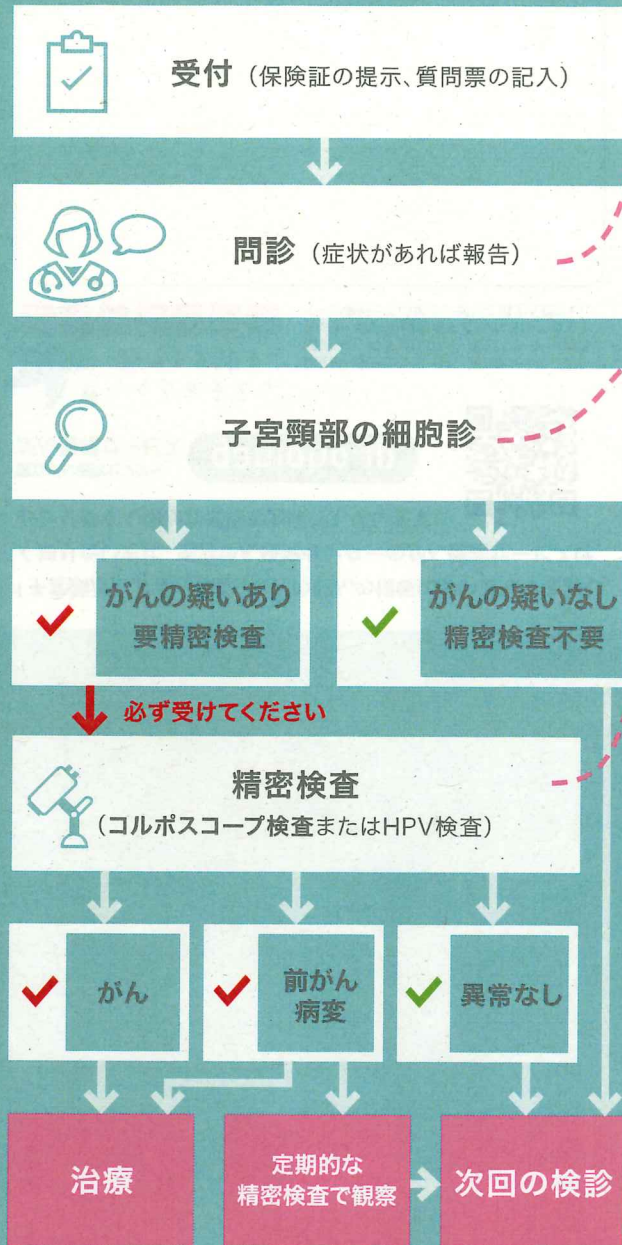 受付（保険証の提示、質問票の記入）
問診（症状があれば報告）
子宮頸部の細胞診
がんの疑いあり
要精密検査
がんの疑いなし
精密検査不要
必ず受けてください
精密検査
（コルポスコープ検査またはHPV検査）
がん
前がん
病変
異常なし
治療
定期的な
精密検査で観察
次回の検診